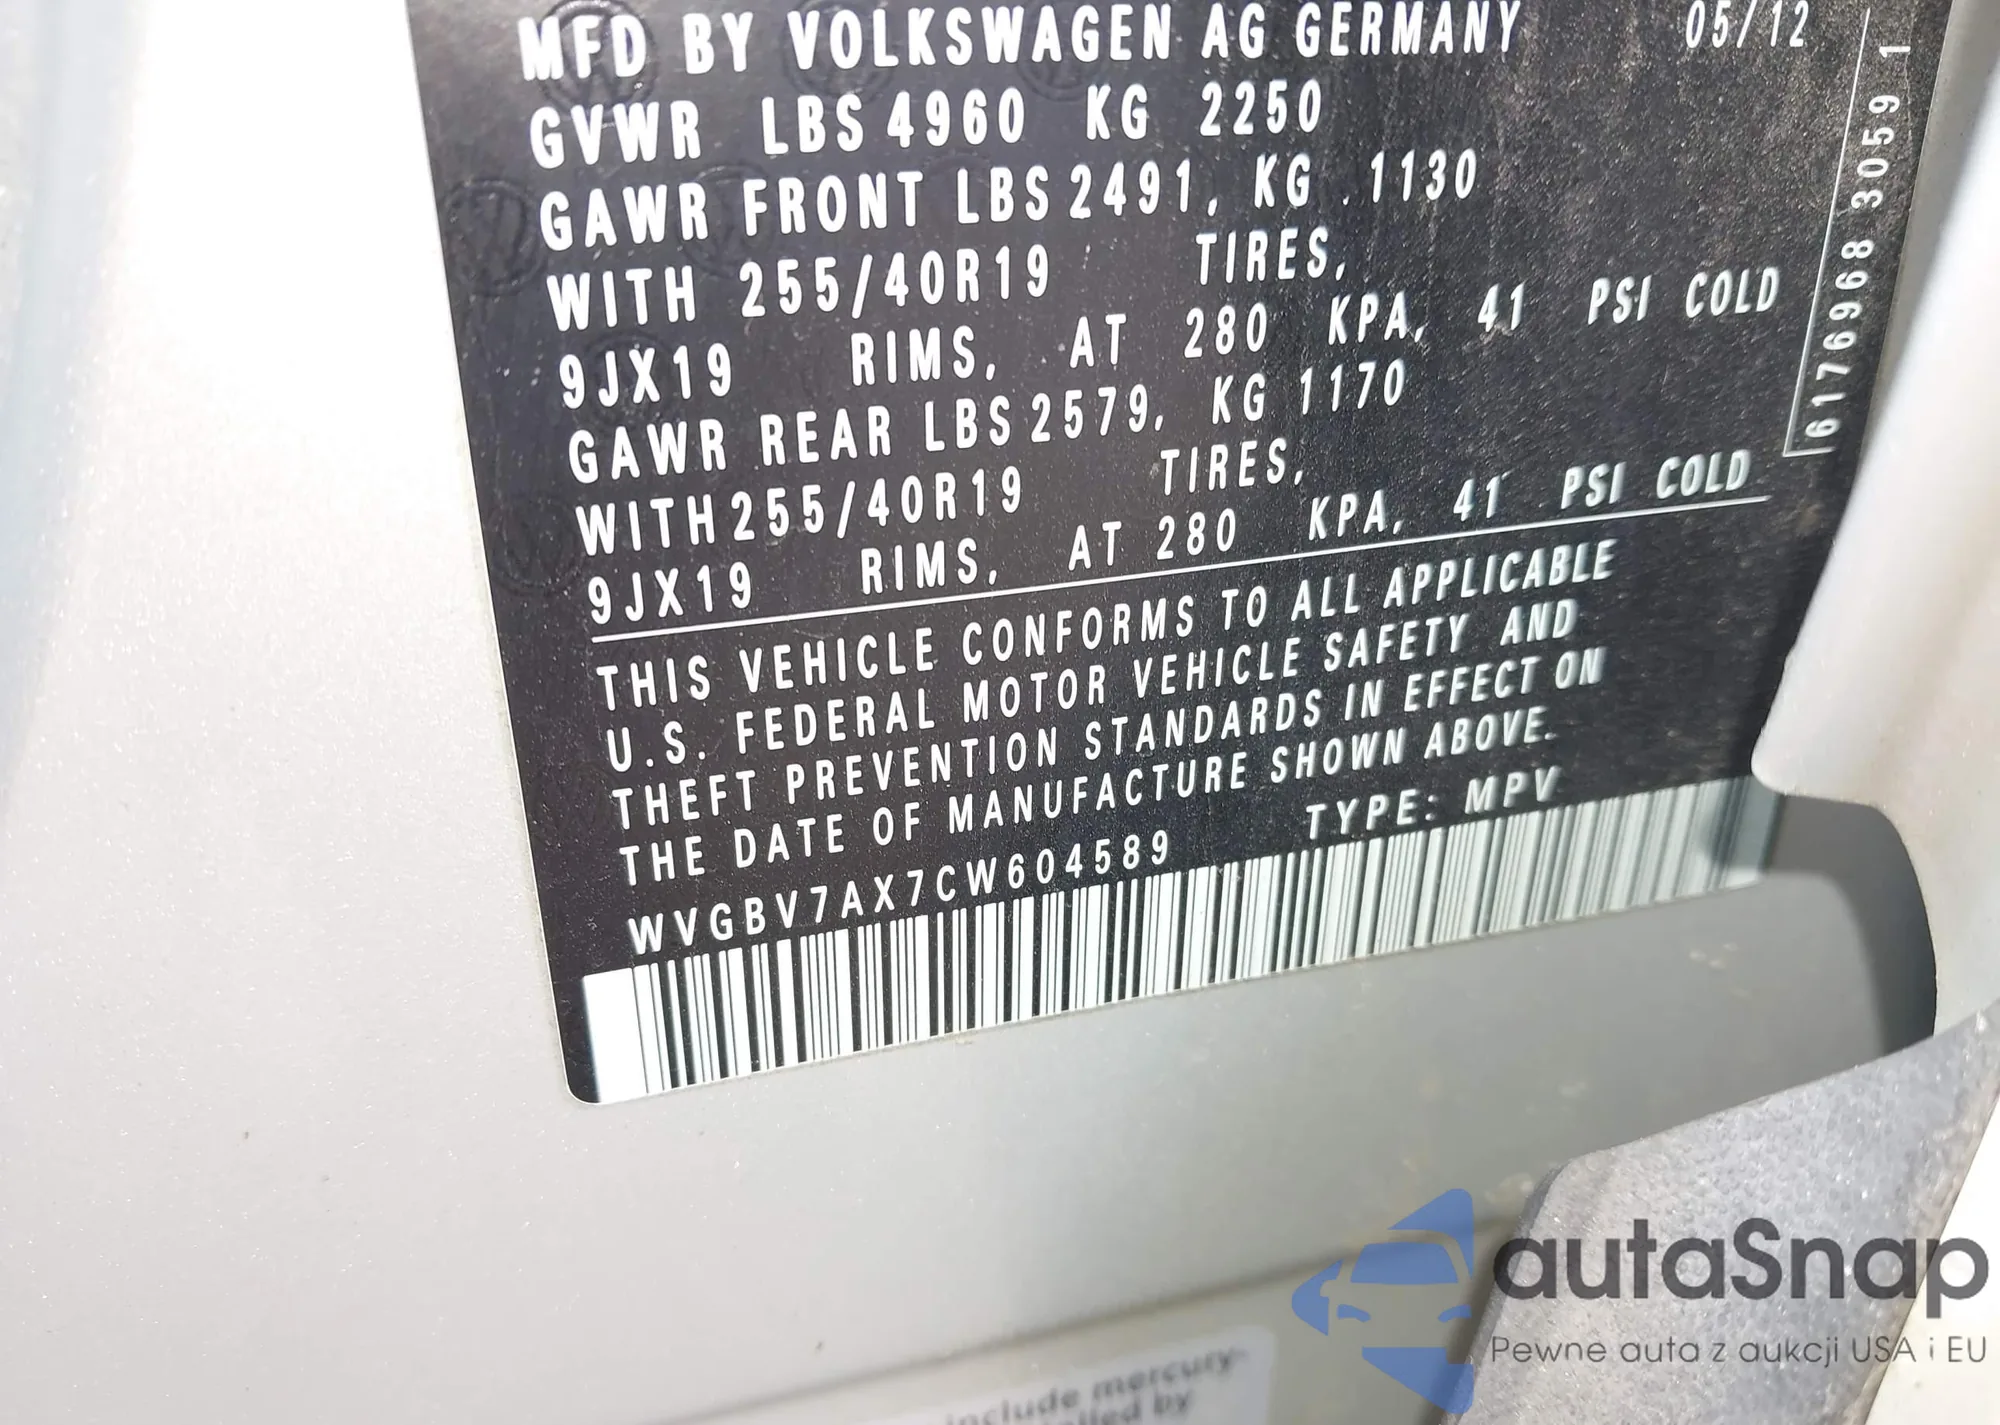 MFD BY VOLKSWAGEN AG GERMANY 05/12
GVWR LBS 4960 KG 2250
GAWR FRONT LBS 2491, KG . 1130
WITH 255/40R19 TIRES,
9JX19 RIMS, AT 280 KPA, 41 PSI COLD
GAWR REAR LBS 2579, KG 1170
WITH 255/40R19 TIRES,
9JX19 RIMS, AT 280 KPA, 41 PSI COLD
THIS VEHICLE CONFORMS TO ALL APPLICABLE
U.S. FEDERAL MOTOR VEHICLE SAFETY AND
THEFT PREVENTION STANDARDS IN EFFECT ON
THE DATE OF MANUFACTURE SHOWN ABOVE.
WVGBV7AX7CW604589 TYPE: MPV
6176968 3059 1
include mercury-
by
autaSnap
Pewne auta z aukcji USA i EU